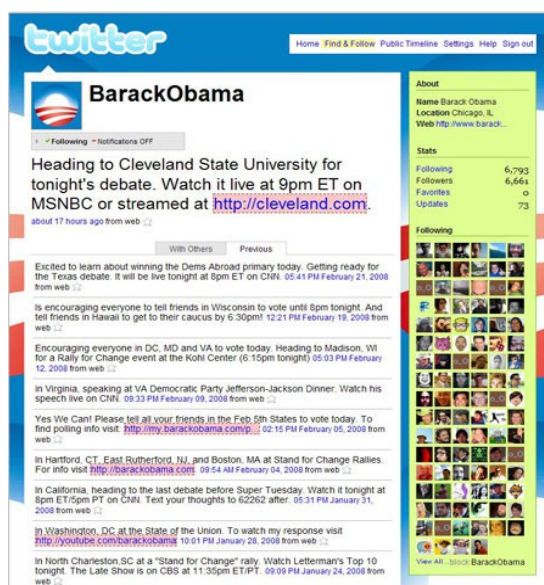 twitter
Home Find & Follow Public Timeline Settings Help Sign out
BarackObama
Following Notifications OFF
Heading to Cleveland State University for
tonight's debate. Watch it live at 9pm ET on
MSNBC or streamed at http://cleveland.com.
about 17 hours ago from web
With Others Previous
Excited to learn about winning the Dems Abroad primary today. Getting ready for
the Texas debate. It will be live tonight at 8pm ET on CNN. 05:41 PM February 21, 2008
from web
Is encouraging everyone to tell friends in Wisconsin to vote until 8pm tonight. And
tell friends in Hawaii to get to their caucus by 6:30pm! 12:21 PM February 19, 2008 from
web
Encouraging everyone in DC, MD and VA to vote today. Heading to Madison, WI
for a Rally for Change event at the Kohl Center (6:15pm tonight) 05:03 PM February
12, 2008 from web
in Virginia, speaking at VA Democratic Party Jefferson-Jackson Dinner. Watch his
speech live on CNN. 09:33 PM February 09, 2008 from web
Yes We Can! Please tell all your friends in the Feb 5th States to vote today. To
find polling info visit: http://my.barackobama.com/p... 02:15 PM February 05, 2008 from
web
In Hartford, CT, East Rutherford, NJ, and Boston, MA at Stand for Change Rallies.
For info visit http://barackobama.com. 09:54 AM February 04, 2008 from web
In California, heading to the last debate before Super Tuesday. Watch it tonight at
8pm ET/5pm PT on CNN. Text your thoughts to 62262 after. 05:31 PM January 31,
2008 from web
In Washington, DC at the State of the Union. To watch my response visit
http://youtube.com/barackobama: 10:01 PM January 28, 2008 from web
In North Charleston,SC at a "Stand for Change" rally. Watch Letterman's Top 10
tonight. The Late Show is on CBS at 11:35pm ET/PT. 09:09 PM January 24, 2008 from
web
About
Name Barack Obama
Location Chicago, IL
Web http://www.barack...
Stats
Following 6,793
Followers 6,661
Favorites 0
Updates 73
Following
View All... block BarackObama